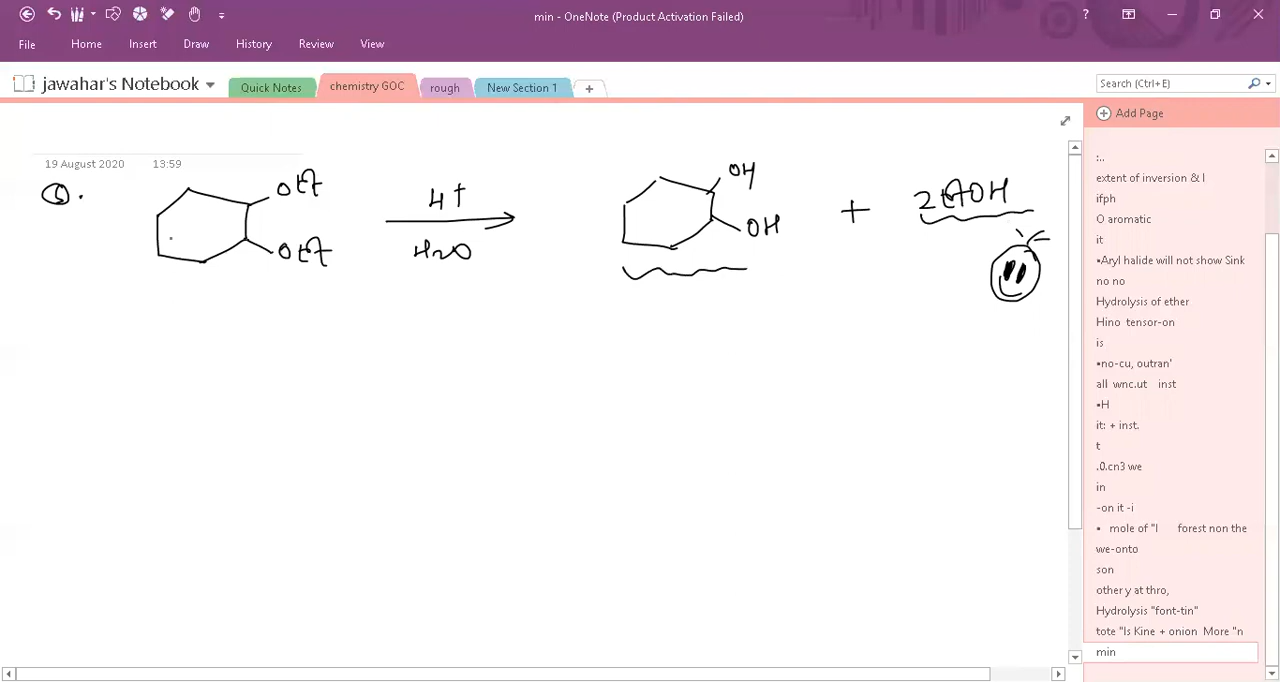 min - OneNote (Product Activation Failed)
?
File Home Insert Draw History Review View
jawahar's Notebook Quick Notes chemistry GOC rough New Section 1
Search (Ctrl+E)
Add Page
19 August 2020 13:59
OEt
OEt
H+
H2O
OH
OH
+ 2EtOH
:..
extent of inversion & I
ifph
O aromatic
it
•Aryl halide will not show Sink
no no
Hydrolysis of ether
Hino tensor-on
is
•no-cu, outran'
all wnc.ut inst
•H
it: + inst.
t
.0.cn3 we
in
-on it -i
• mole of "I forest non the
we-onto
son
other y at thro,
Hydrolysis "font-tin"
tote "Is Kine + onion More "n
min